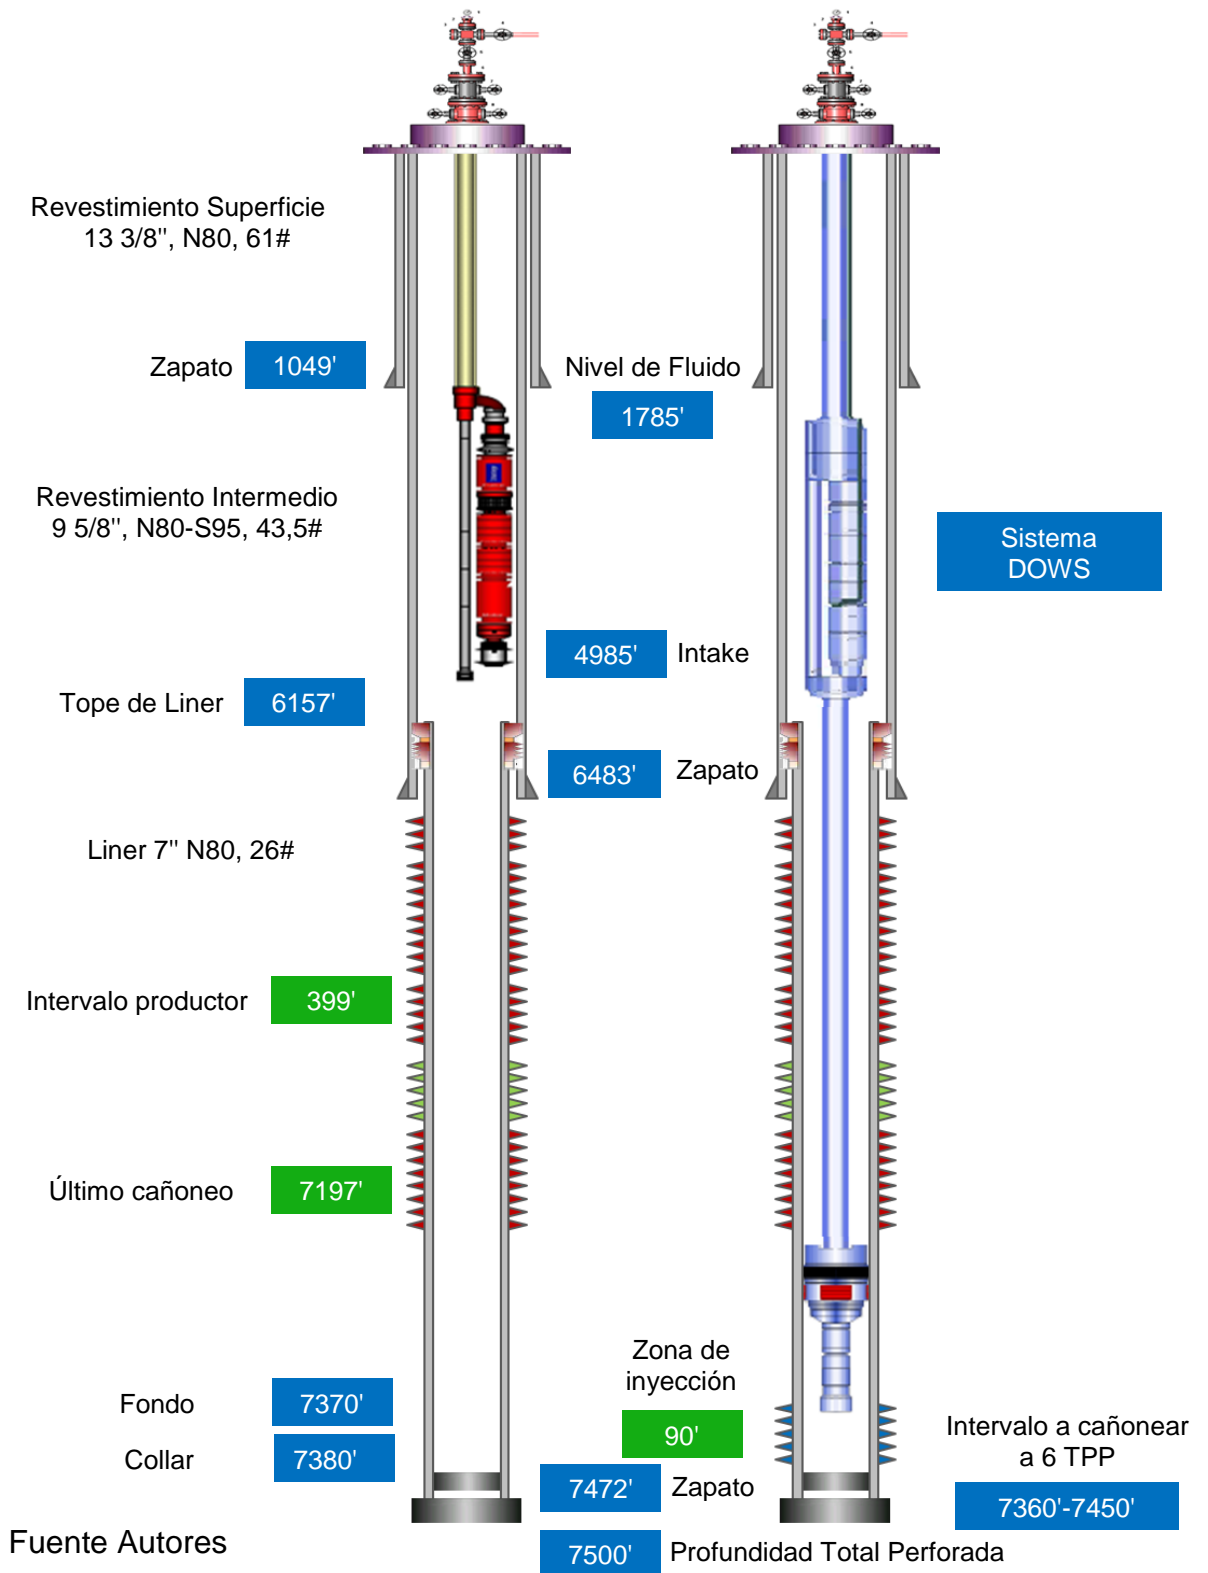 Revestimiento Superficie
13 3/8", N80, 61#
Zapato
1049'
Nivel de Fluido
1785'
Revestimiento Intermedio
9 5/8", N80-S95, 43,5#
Sistema
DOWS
4985'
Intake
Tope de Liner
6157'
6483'
Zapato
Liner 7" N80, 26#
Intervalo productor
399'
Último cañoneo
7197'
Zona de
inyección
90'
Fondo
7370'
Collar
7380'
Intervalo a cañonear
a 6 TPP
7360'-7450'
7472'
Zapato
Fuente Autores
7500'
Profundidad Total Perforada